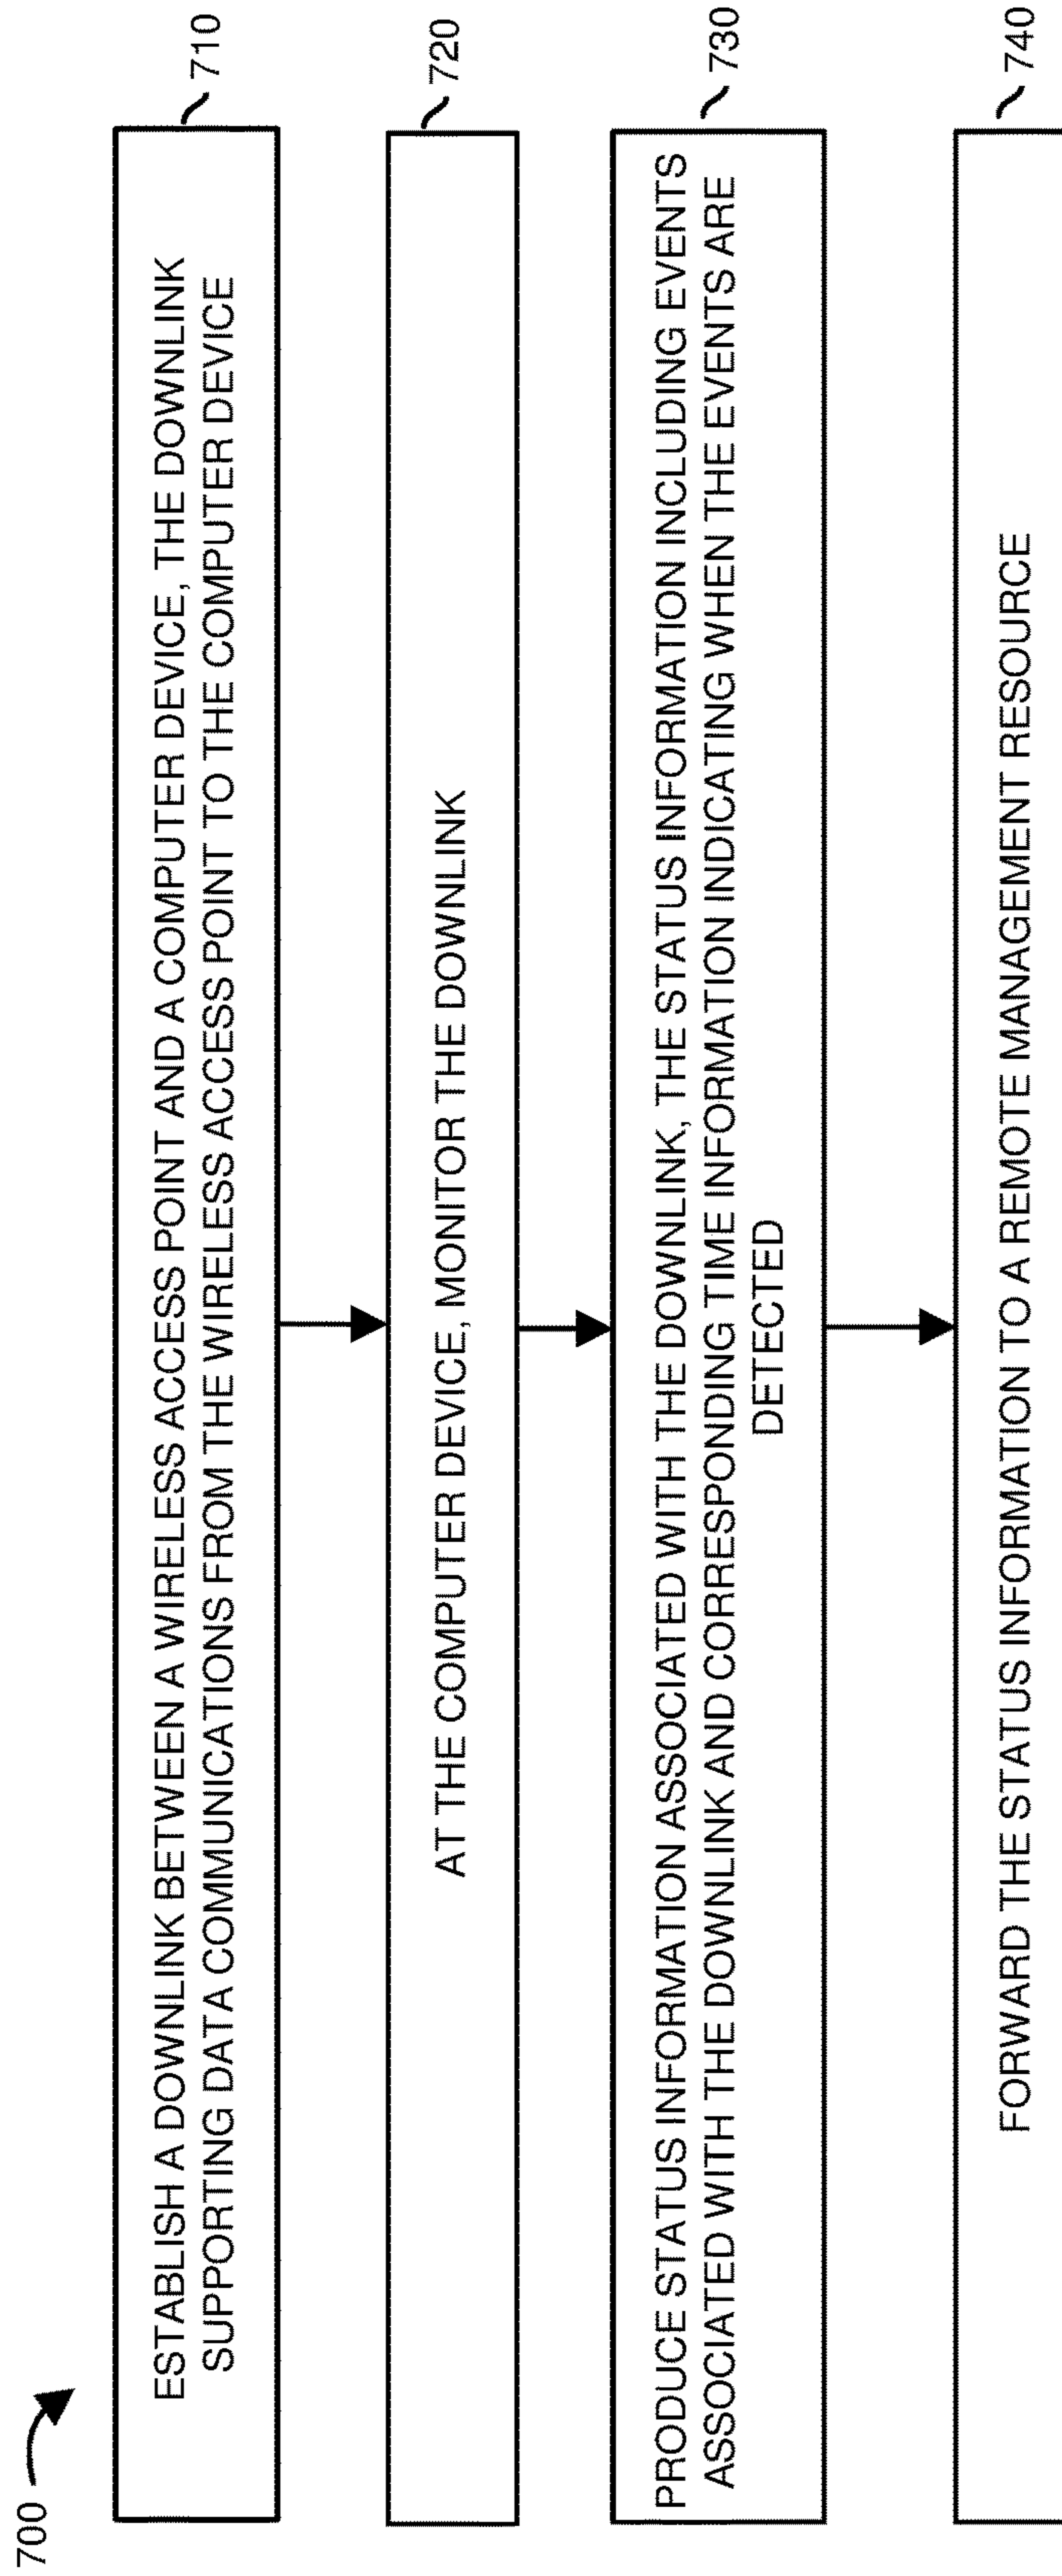 700
ESTABLISH A DOWNLINK BETWEEN A WIRELESS ACCESS POINT AND A COMPUTER DEVICE, THE DOWNLINK
SUPPORTING DATA COMMUNICATIONS FROM THE WIRELESS ACCESS POINT TO THE COMPUTER DEVICE
710
AT THE COMPUTER DEVICE, MONITOR THE DOWNLINK
720
PRODUCE STATUS INFORMATION ASSOCIATED WITH THE DOWNLINK, THE STATUS INFORMATION INCLUDING EVENTS
ASSOCIATED WITH THE DOWNLINK AND CORRESPONDING TIME INFORMATION INDICATING WHEN THE EVENTS ARE
DETECTED
730
FORWARD THE STATUS INFORMATION TO A REMOTE MANAGEMENT RESOURCE
740